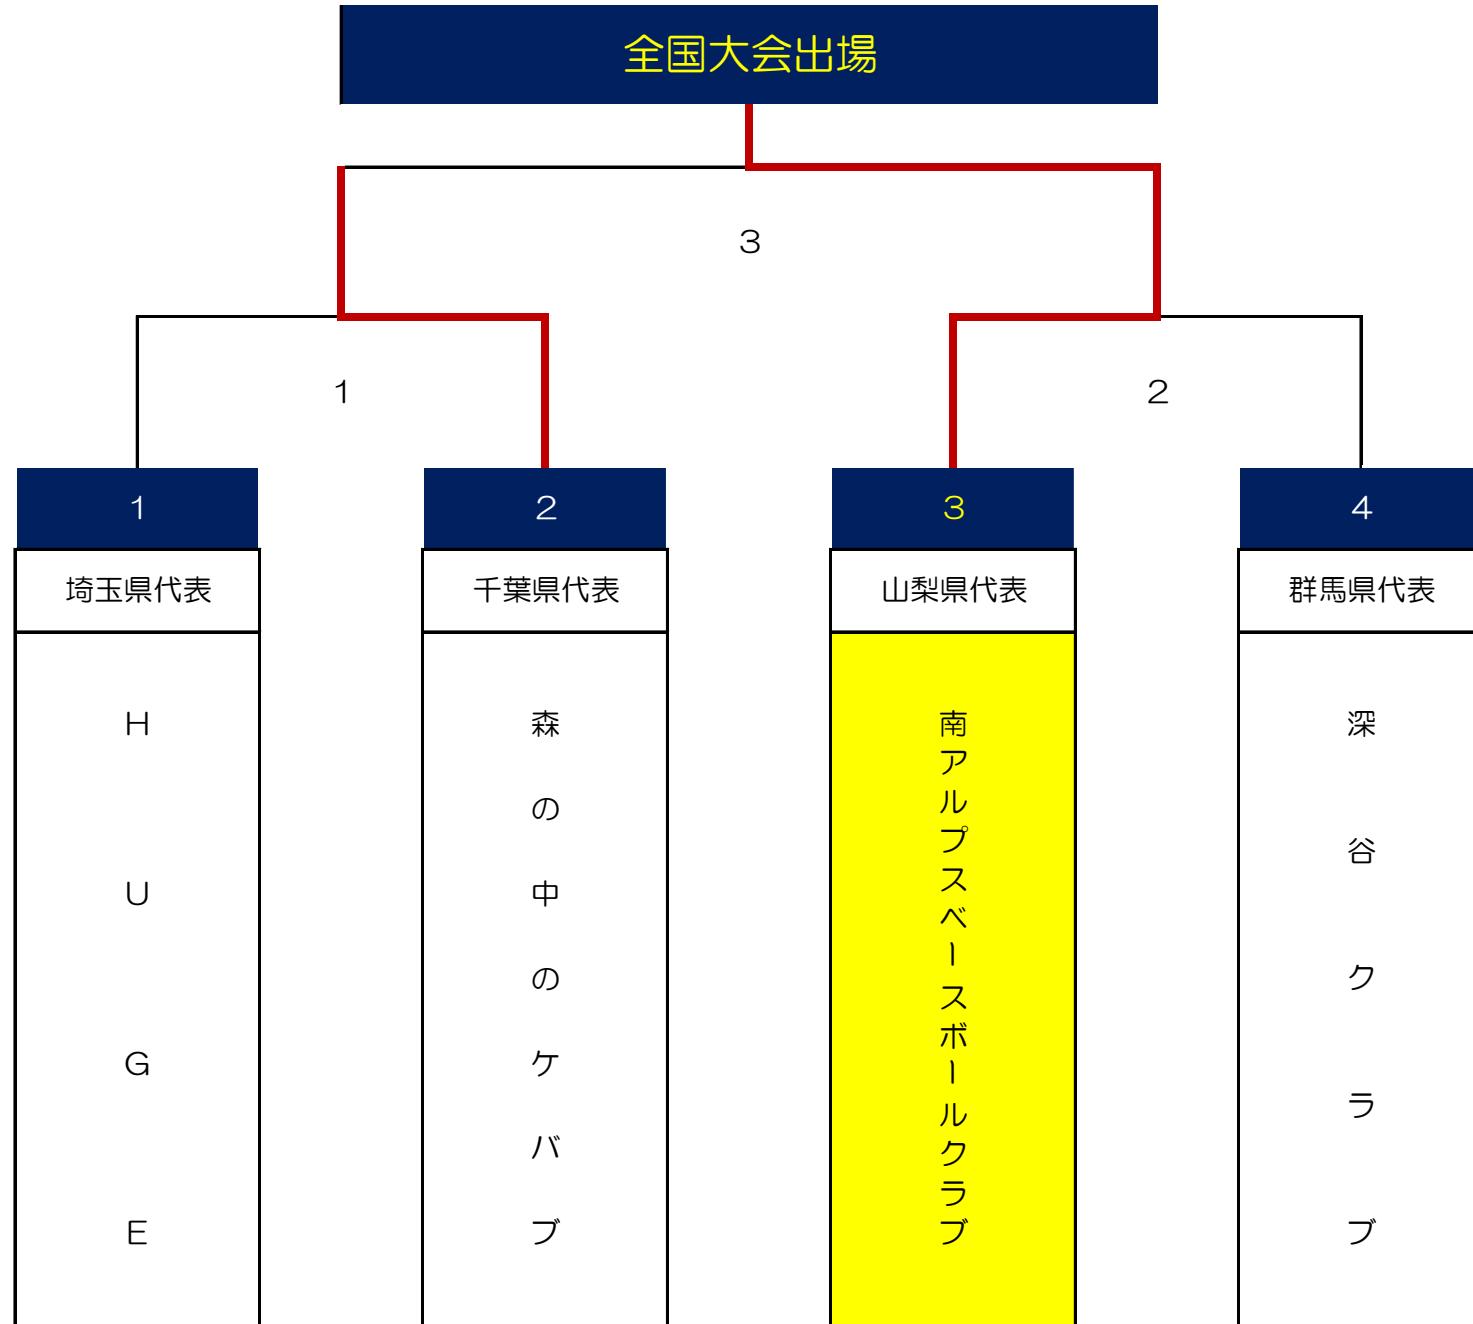 全国大会出場
3
1
2
1
2
3
4
埼玉県代表
千葉県代表
山梨県代表
群馬県代表
HUGE
森の中のケバブ
南アルプスベースボールクラブ
深谷クラブ